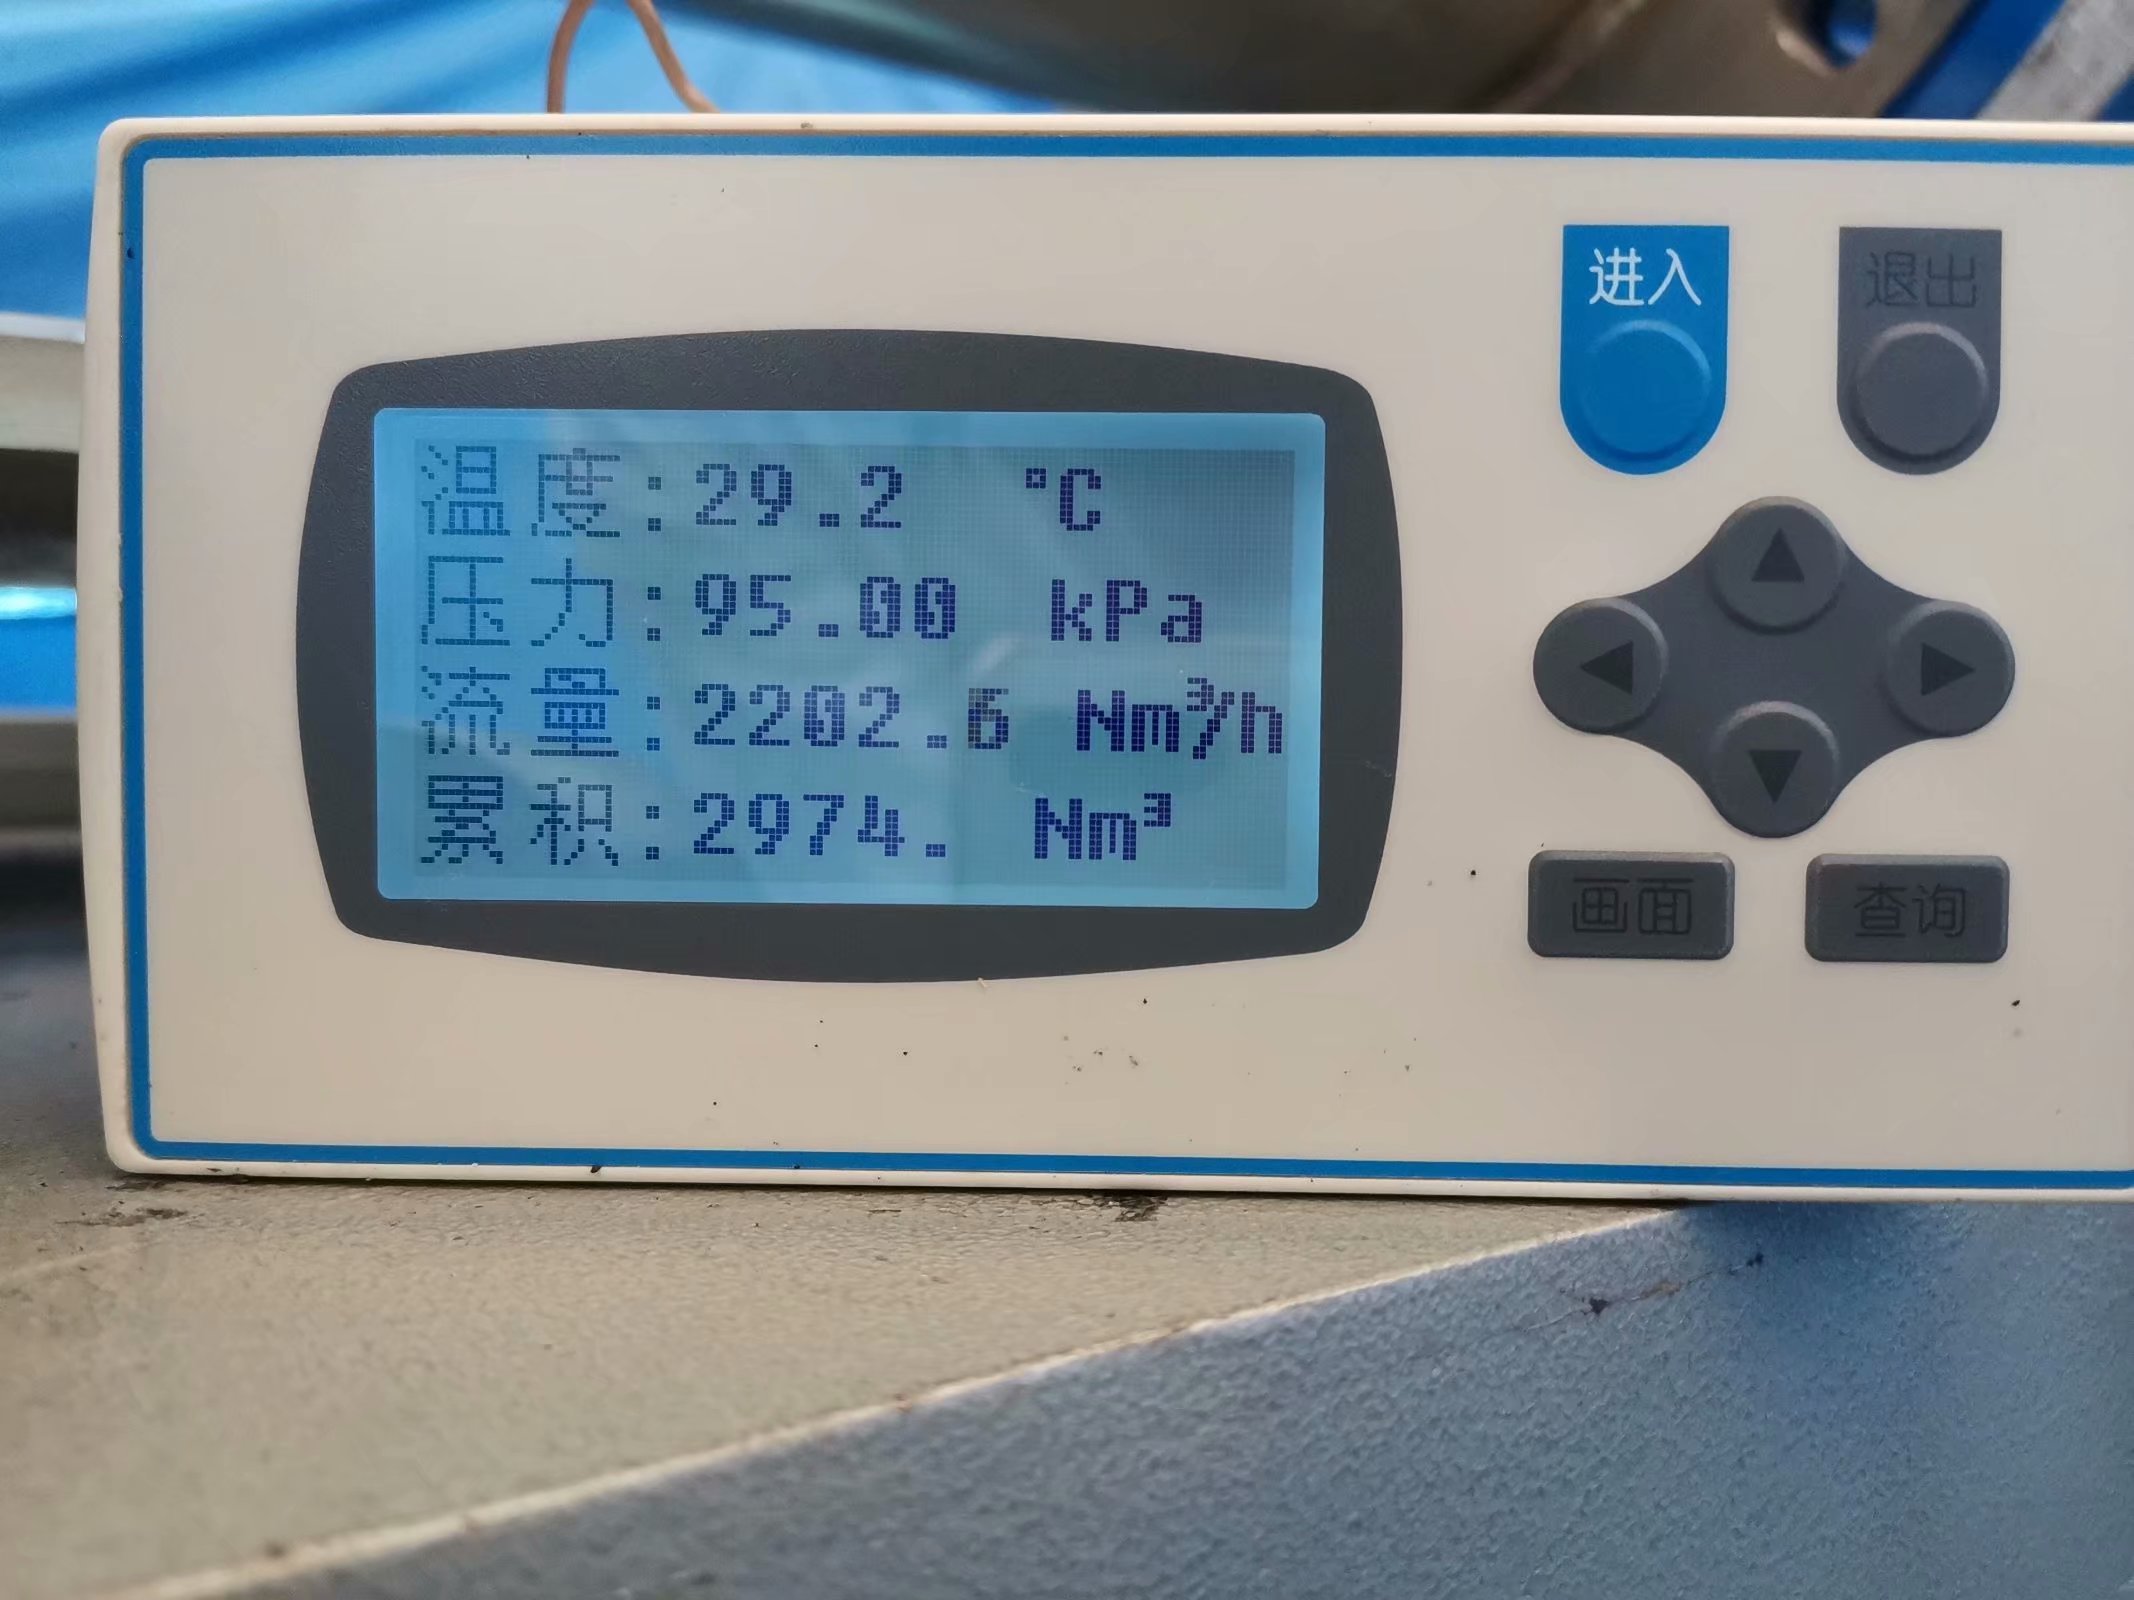 温度:29.2 ℃
压力:95.00 kPa
流量:2202.6 Nm³/h
累积:2974. Nm³
进入
退出
画面
查询